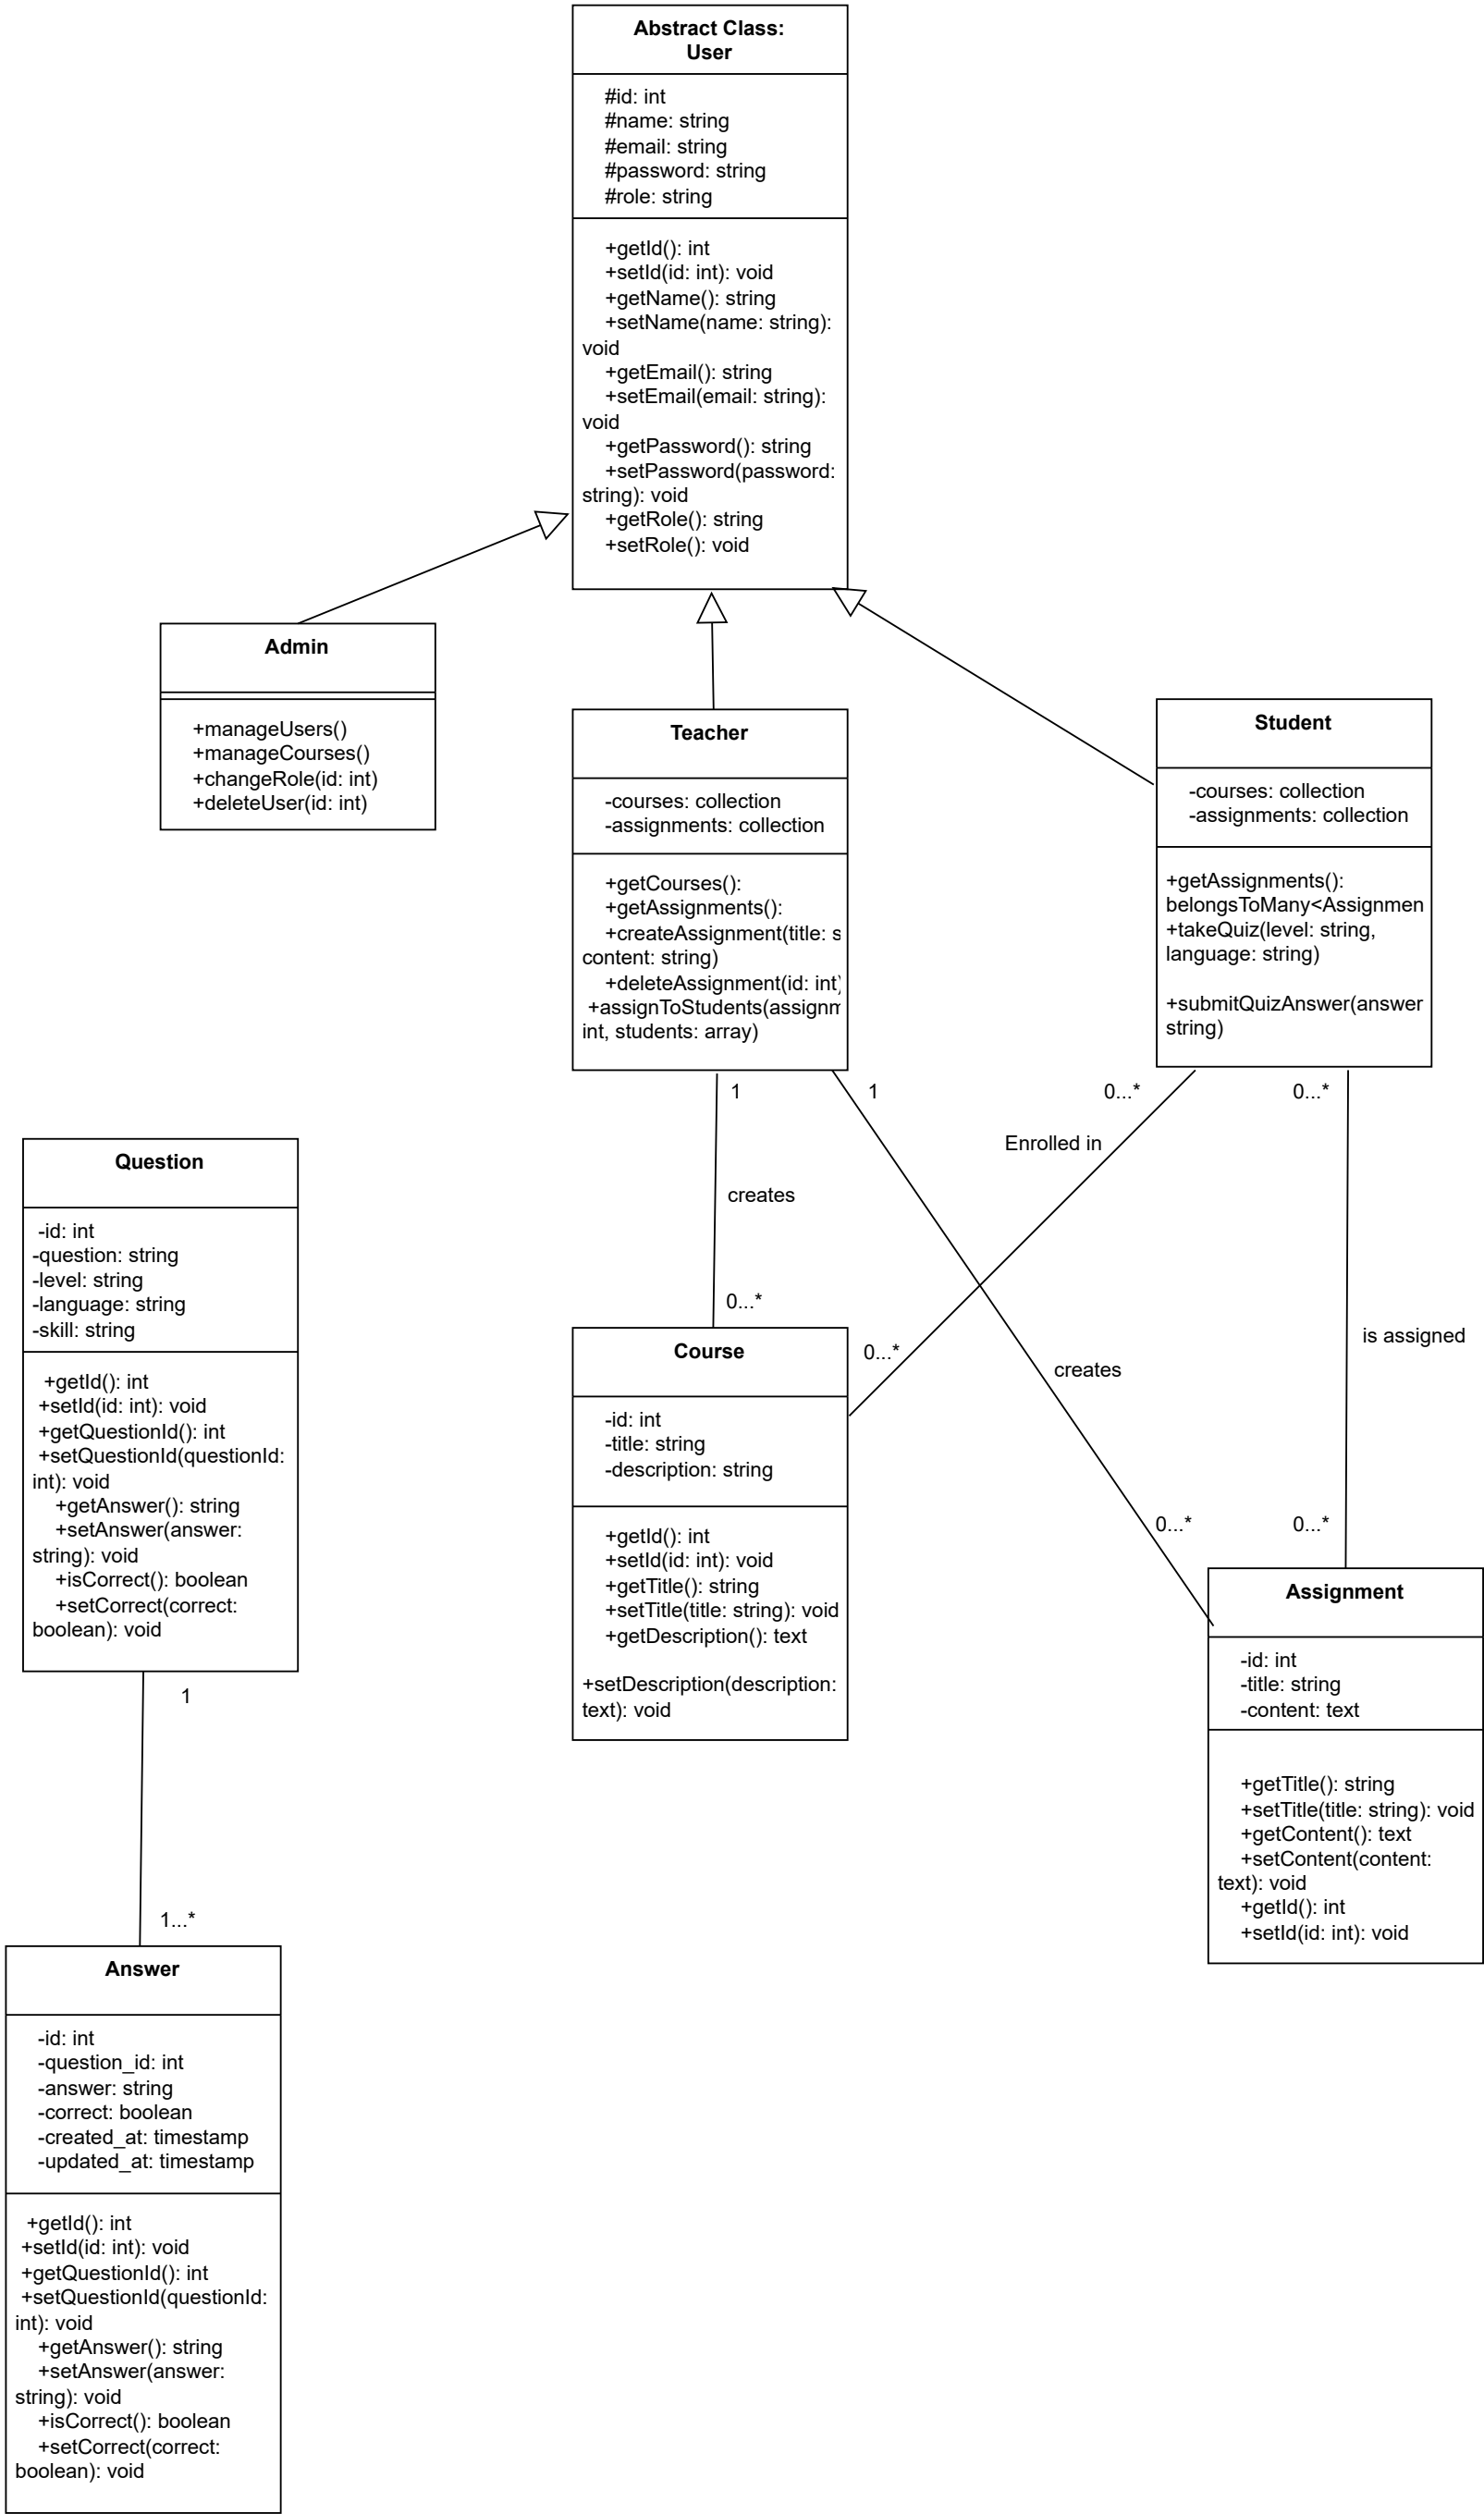 Abstract Class:
User
#id: int
#name: string
#email: string
#password: string
#role: string
+getId(): int
+setId(id: int): void
+getName(): string
+setName(name: string):
void
+getEmail(): string
+setEmail(email: string):
void
+getPassword(): string
+setPassword(password:
string): void
+getRole(): string
+setRole(): void
Admin
+manageUsers()
+manageCourses()
+changeRole(id: int)
+deleteUser(id: int)
Teacher
-courses: collection
-assignments: collection
+getCourses():
+getAssignments():
+createAssignment(title: s
content: string)
+deleteAssignment(id: int)
+assignToStudents(assignm
int, students: array)
Student
-courses: collection
-assignments: collection
+getAssignments():
belongsToMany<Assignmen
+takeQuiz(level: string,
language: string)
+submitQuizAnswer(answer
string)
1
1
0...*
0...*
Enrolled in
creates
0...*
0...*
is assigned
creates
0...*
0...*
Question
-id: int
-question: string
-level: string
-language: string
-skill: string
+getId(): int
+setId(id: int): void
+getQuestionId(): int
+setQuestionId(questionId:
int): void
+getAnswer(): string
+setAnswer(answer:
string): void
+isCorrect(): boolean
+setCorrect(correct:
boolean): void
Course
-id: int
-title: string
-description: string
+getId(): int
+setId(id: int): void
+getTitle(): string
+setTitle(title: string): void
+getDescription(): text
+setDescription(description:
text): void
Assignment
-id: int
-title: string
-content: text
+getTitle(): string
+setTitle(title: string): void
+getContent(): text
+setContent(content:
text): void
+getId(): int
+setId(id: int): void
1
1...*
Answer
-id: int
-question_id: int
-answer: string
-correct: boolean
-created_at: timestamp
-updated_at: timestamp
+getId(): int
+setId(id: int): void
+getQuestionId(): int
+setQuestionId(questionId:
int): void
+getAnswer(): string
+setAnswer(answer:
string): void
+isCorrect(): boolean
+setCorrect(correct:
boolean): void